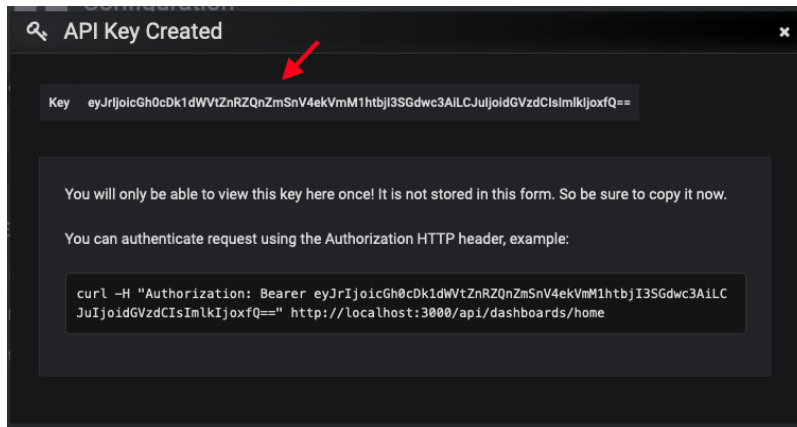 Configuration
API Key Created
Key eyJrIjoicGh0cDk1dWVtZnRZQnZmSnV4ekVmM1htbjI3SGdwc3AiLCJuIjoidGVzdCIsImlkIjoxfQ==
You will only be able to view this key here once! It is not stored in this form. So be sure to copy it now.
You can authenticate request using the Authorization HTTP header, example:
curl -H "Authorization: Bearer eyJrIjoicGh0cDk1dWVtZnRZQnZmSnV4ekVmM1htbjI3SGdwc3AiLC
JuIjoidGVzdCIsImlkIjoxfQ==" http://localhost:3000/api/dashboards/home